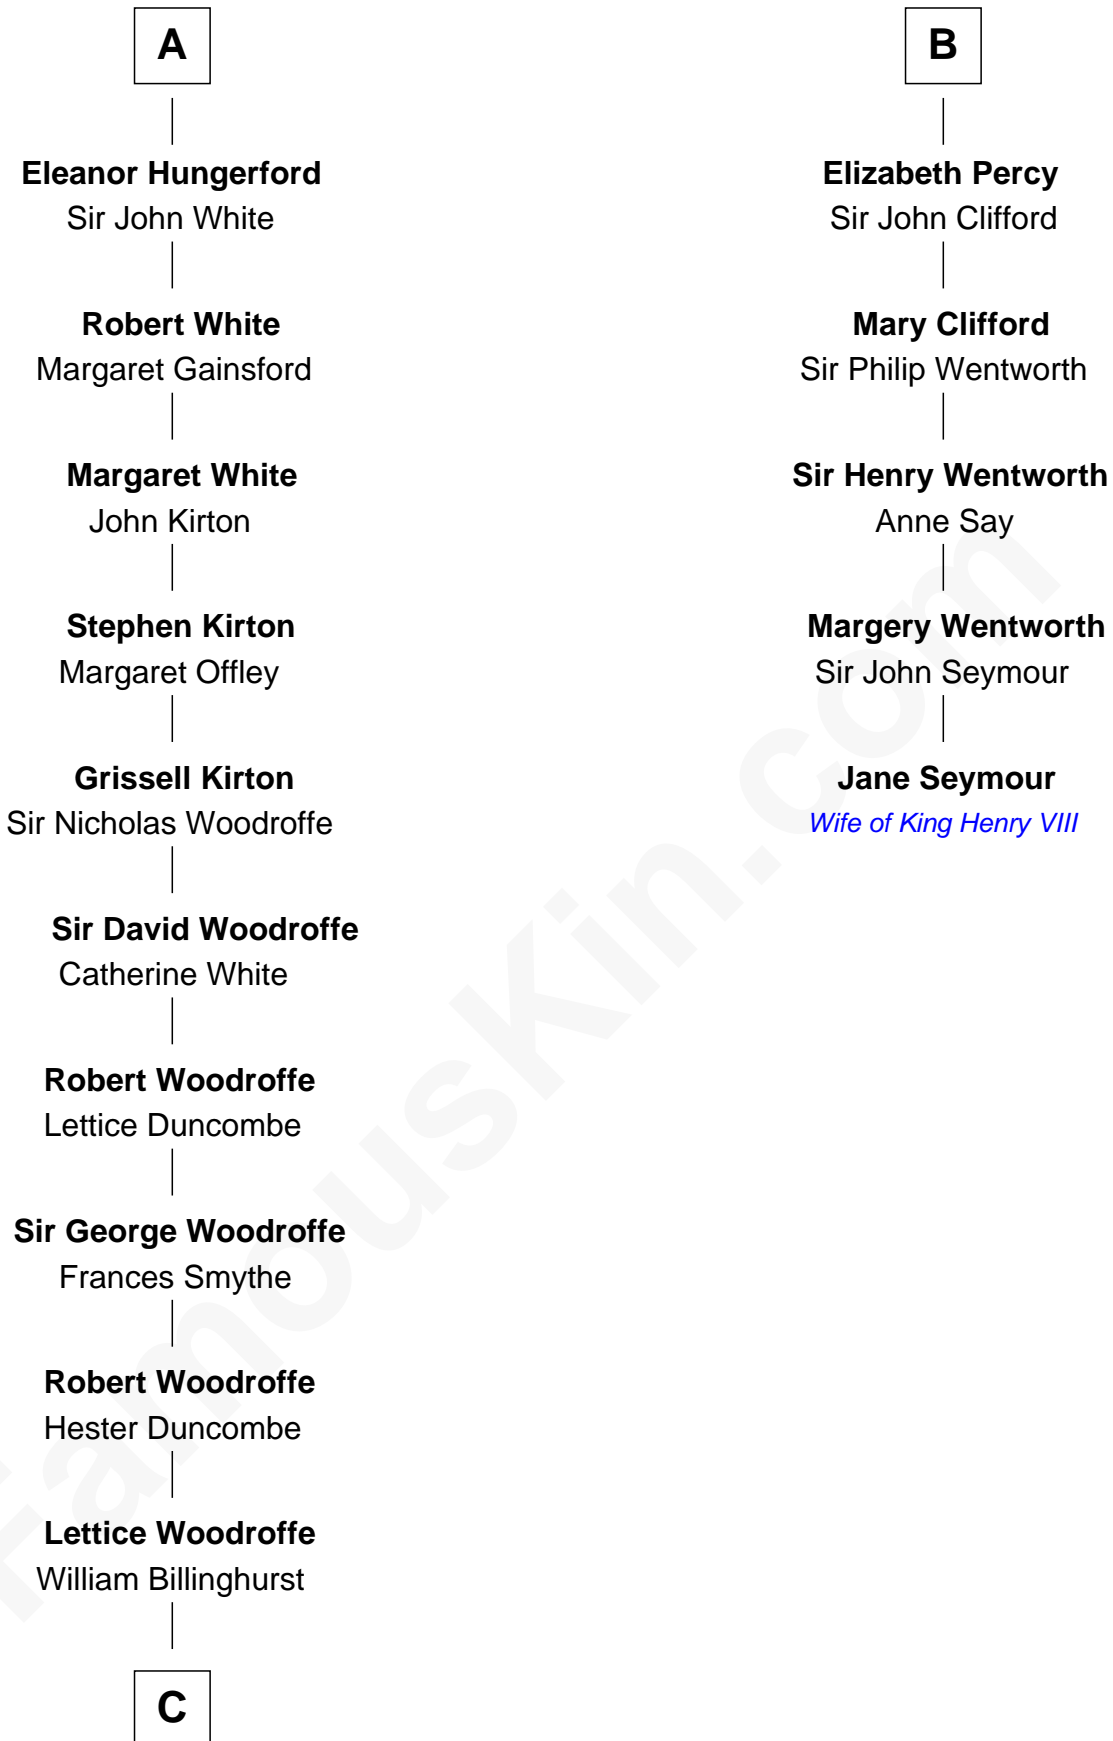 A
Eleanor Hungerford
Sir John White
Robert White
Margaret Gainsford
Margaret White
John Kirton
Stephen Kirton
Margaret Offley
Grissell Kirton
Sir Nicholas Woodroffe
Sir David Woodroffe
Catherine White
Robert Woodroffe
Lettice Duncombe
Sir George Woodroffe
Frances Smythe
Robert Woodroffe
Hester Duncombe
Lettice Woodroffe
William Billinghurst
C
B
Elizabeth Percy
Sir John Clifford
Mary Clifford
Sir Philip Wentworth
Sir Henry Wentworth
Anne Say
Margery Wentworth
Sir John Seymour
Jane Seymour
Wife of King Henry VIII
FamousKin.com